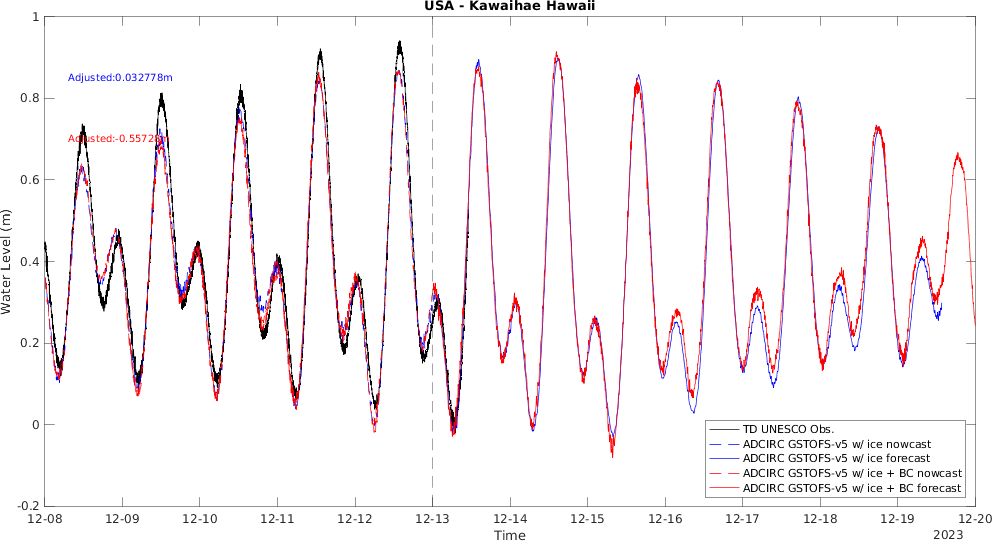 USA - Kawaihae Hawaii
1
0.8
0.6
0.4
0.2
0
-0.2
Water Level (m)
Adjusted:0.032778m
Adjusted:-0.5572
12-08
12-09
12-10
12-11
12-12
12-13
12-14
12-15
12-16
12-17
12-18
12-19
12-20
Time
2023
TD UNESCO Obs.
ADCIRC GSTOFS-v5 w/ ice nowcast
ADCIRC GSTOFS-v5 w/ ice forecast
ADCIRC GSTOFS-v5 w/ ice + BC nowcast
ADCIRC GSTOFS-v5 w/ ice + BC forecast